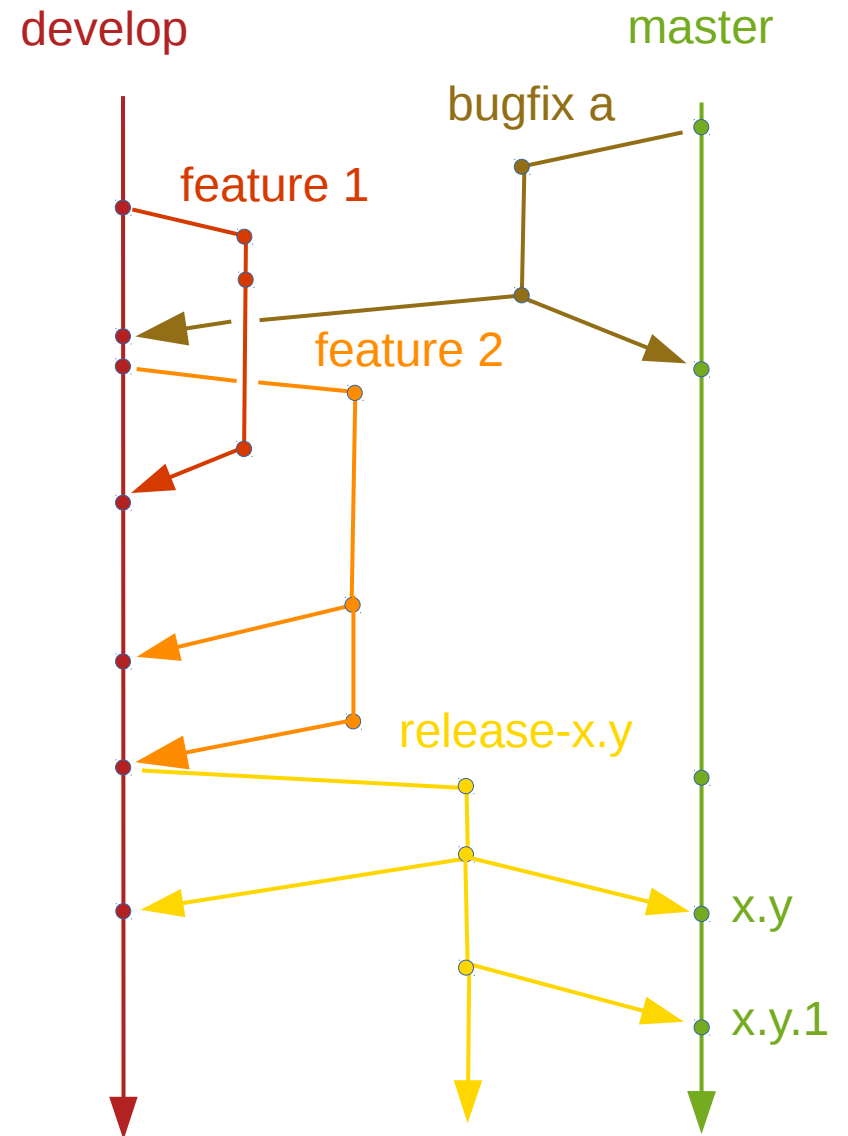 develop
master
bugfix a
feature 1
feature 2
release-x.y
x.y
x.y.1